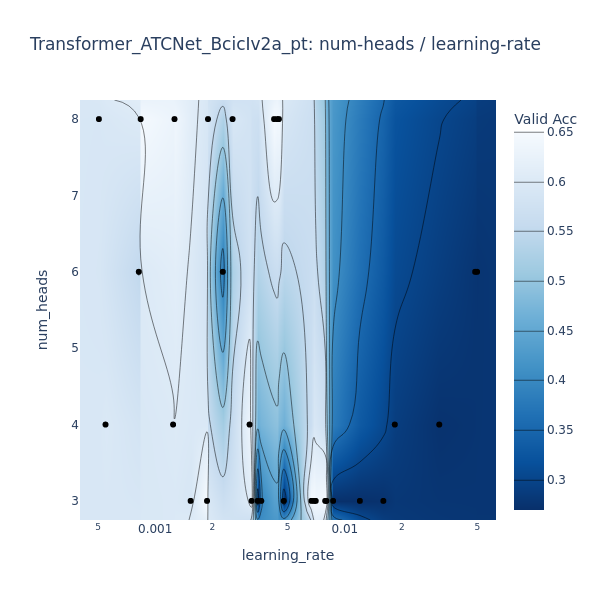 Transformer_ATCNet_BcicIv2a_pt: num-heads / learning-rate
Valid Acc
0.65
0.6
0.55
0.5
0.45
0.4
0.35
0.3
8
7
6
5
4
3
num_heads
5 0.001 2 5 0.01 2 5
learning_rate